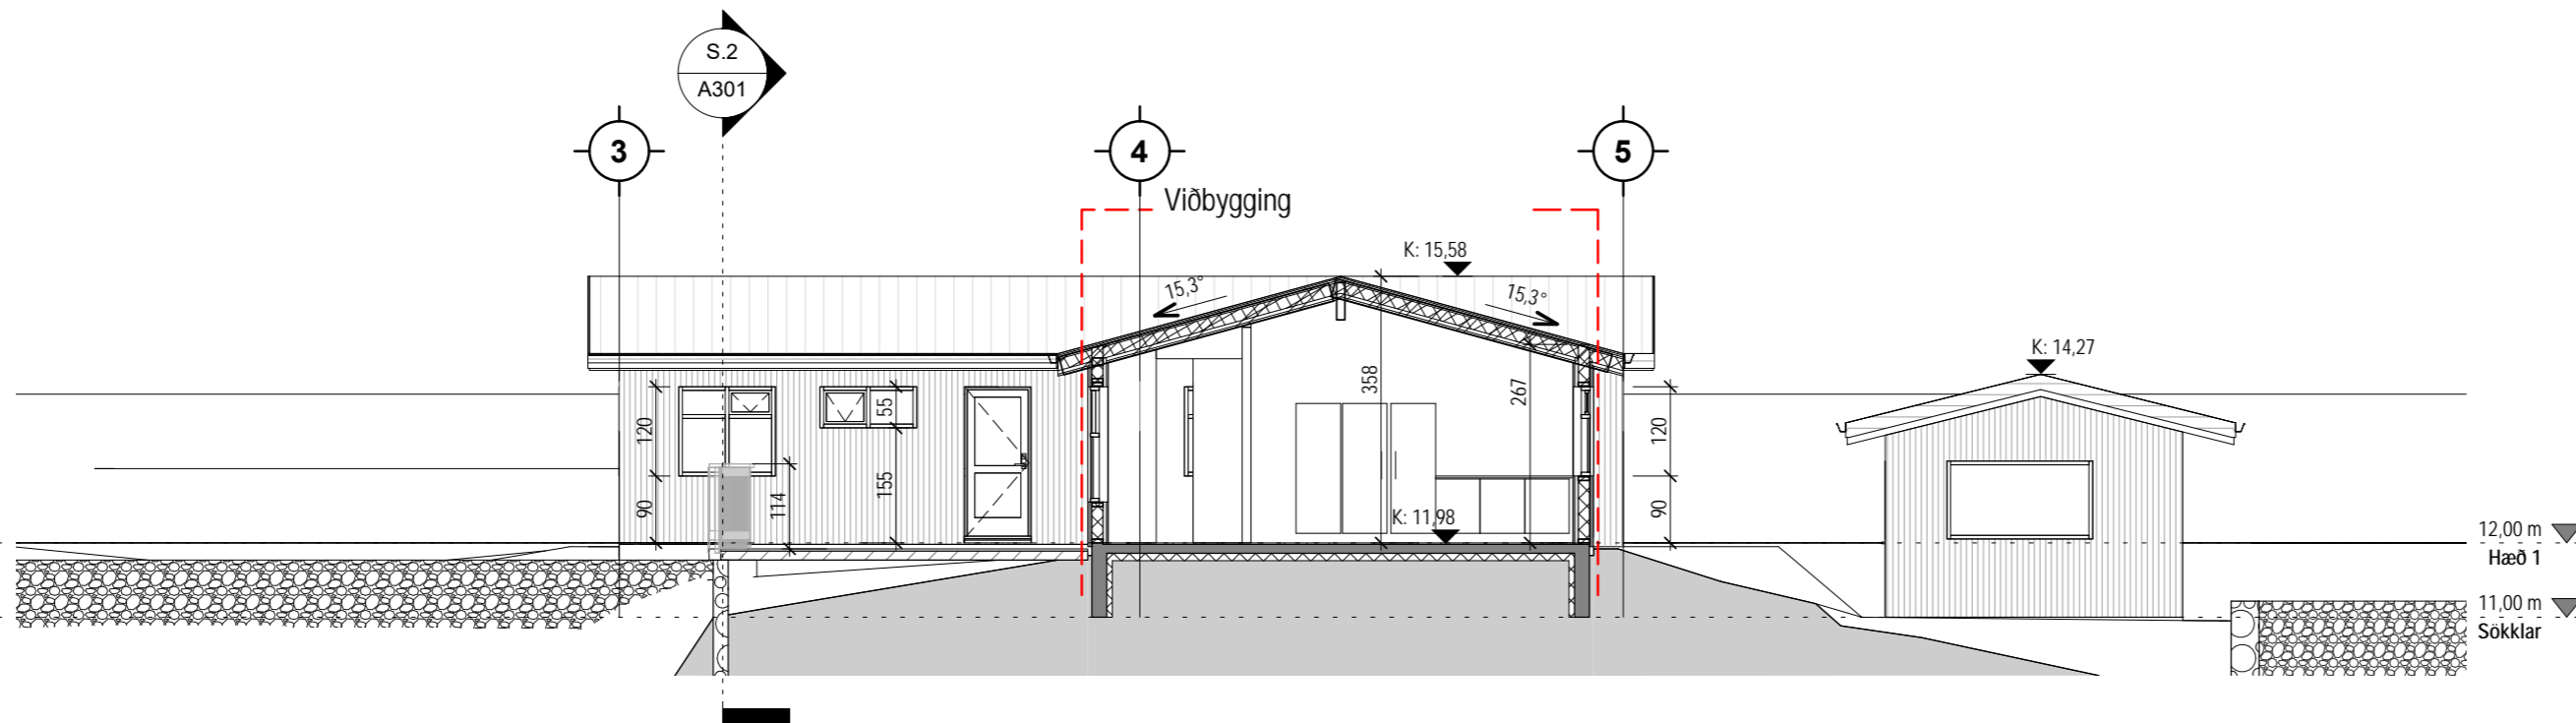 S.2
A301
3
4
5
Viðbygging
K: 15,58
15,3°
15,3°
K: 14,27
358
267
120
90
114
55
155
120
90
K: 11,98
12,00 m
Hæð 1
11,00 m
Sökklar